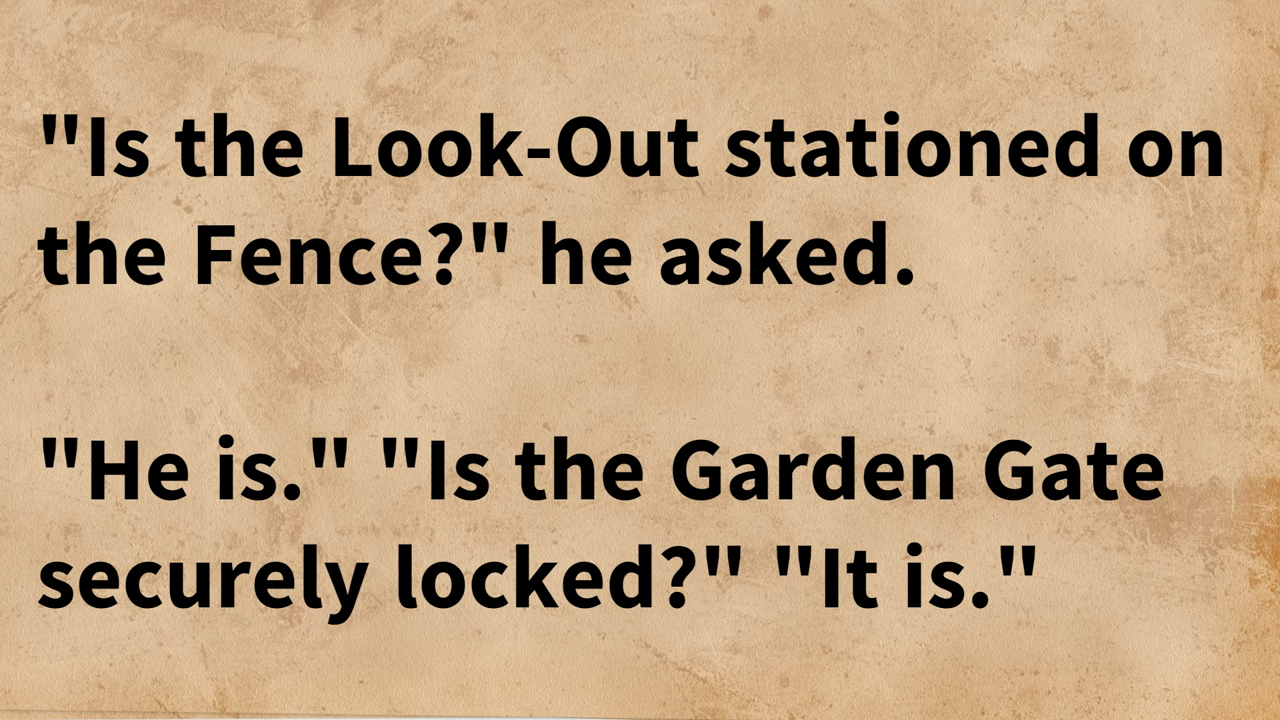 "Is the Look-Out stationed on
the Fence?" he asked.
"He is." "Is the Garden Gate
securely locked?" "It is."